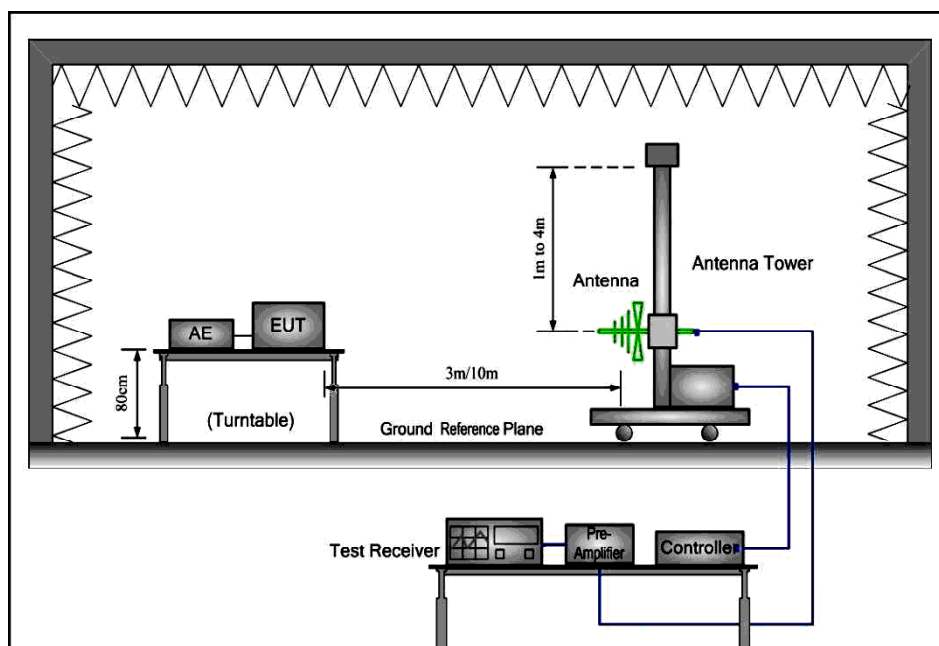 1m to 4m
Antenna Tower
Antenna
AE
EUT
3m/10m
80cm
(Turntable)
Ground Reference Plane
Test Receiver
Pre-
Amplifier
Controller